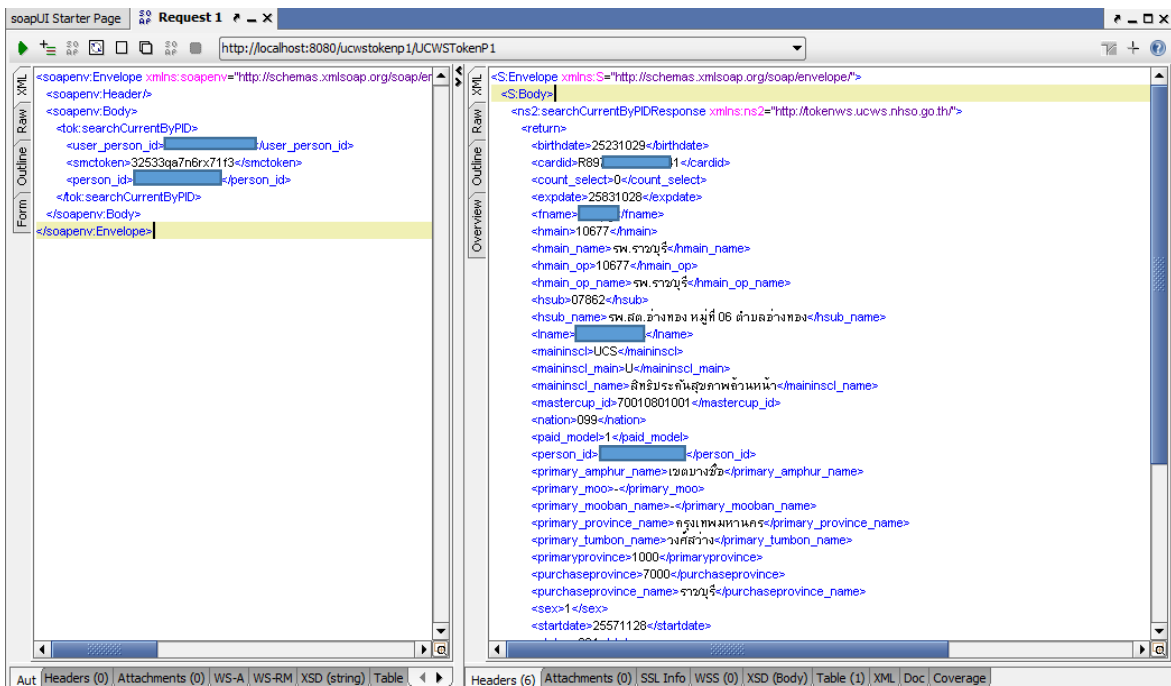 soapUI Starter Page
Request 1
http://localhost:8080/ucwstokenp1/UCWSTokenP1
XML
Raw
Outline
Form
<soapenv:Envelope xmlns:soapenv="http://schemas.xmlsoap.org/soap/er
<soapenv:Header/>
<soapenv:Body>
<tok:searchCurrentByPID>
<user_person_id> /user_person_id>
<smctoken>32533qa7n6rx71f3</smctoken>
<person_id> </person_id>
</tok:searchCurrentByPID>
</soapenv:Body>
</soapenv:Envelope>
Aut Headers (0) Attachments (0) WS-A WS-RM XSD (string) Table
XML
Raw
Outline
Overview
<S:Envelope xmlns:S="http://schemas.xmlsoap.org/soap/envelope/">
<S:Body>
<ns2:searchCurrentByPIDResponse xmlns:ns2="http://tokenws.ucws.nhso.go.th/">
<return>
<birthdate>25231029</birthdate>
<cardid>R897 1</cardid>
<count_select>0</count_select>
<expdate>25831028</expdate>
<fname> /fname>
<hmain>10677</hmain>
<hmain_name>รพ.ราชบุรี</hmain_name>
<hmain_op>10677</hmain_op>
<hmain_op_name>รพ.ราชบุรี</hmain_op_name>
<hsub>07862</hsub>
<hsub_name>รพ.สต.อ่างทอง หมู่ที่ 06 ตำบลอ่างทอง</hsub_name>
<lname> </lname>
<maininscl>UCS</maininscl>
<maininscl_main>U</maininscl_main>
<maininscl_name>สิทธิประกันสุขภาพถ้วนหน้า</maininscl_name>
<mastercup_id>70010801001</mastercup_id>
<nation>099</nation>
<paid_model>1</paid_model>
<person_id> </person_id>
<primary_amphur_name>เขตบางซื่อ</primary_amphur_name>
<primary_moo>-</primary_moo>
<primary_mooban_name>-</primary_mooban_name>
<primary_province_name>กรุงเทพมหานคร</primary_province_name>
<primary_tumbon_name>วงศ์สว่าง</primary_tumbon_name>
<primaryprovince>1000</primaryprovince>
<purchaseprovince>7000</purchaseprovince>
<purchaseprovince_name>ราชบุรี</purchaseprovince_name>
<sex>1</sex>
<startdate>25571128</startdate>
Headers (6) Attachments (0) SSL Info WSS (0) XSD (Body) Table (1) XML Doc Coverage